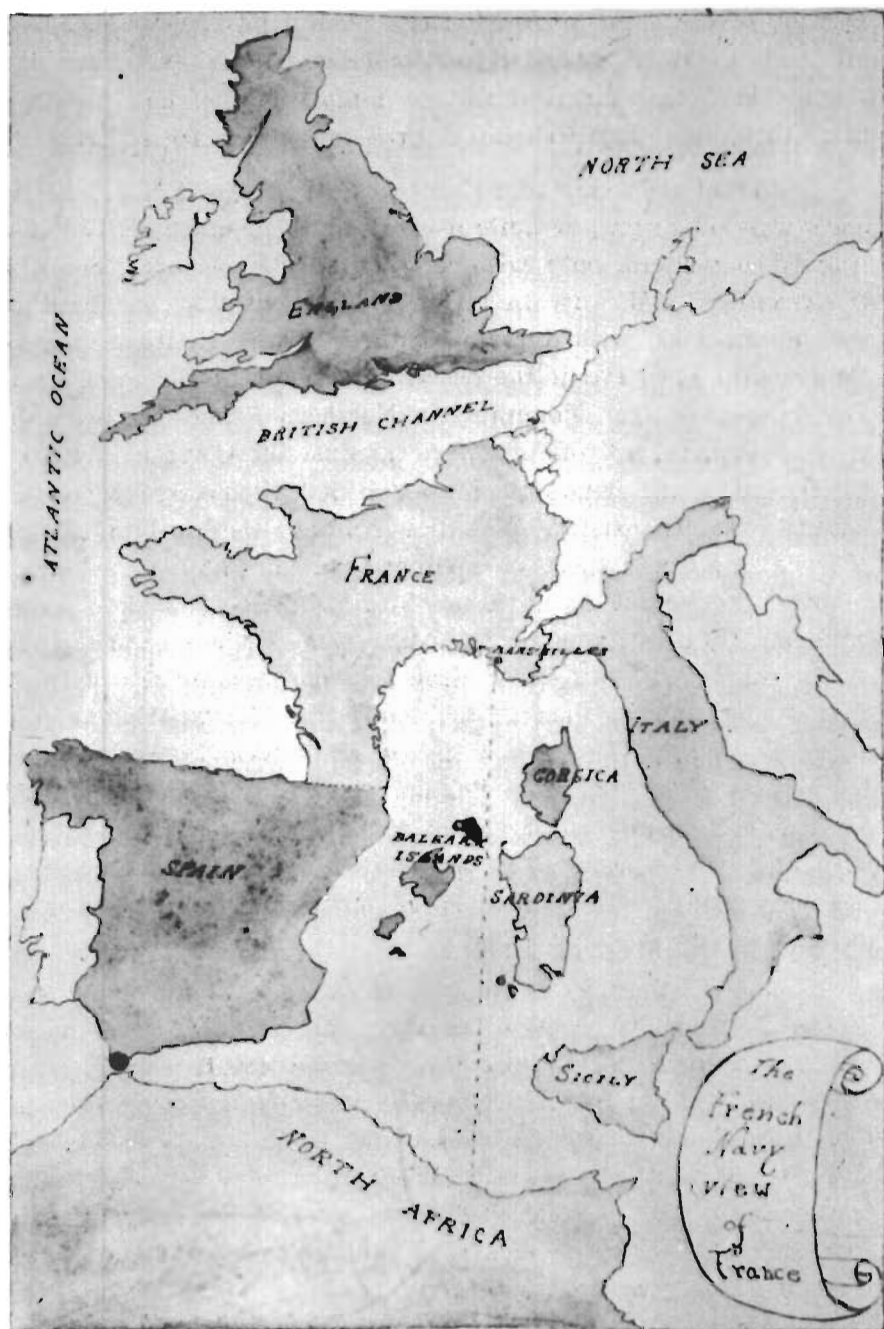 NORTH SEA
ENGLAND
ATLANTIC OCEAN
BRITISH CHANNEL
FRANCE
MARSEILLES
ITALY
CORSICA
BALEARIC
ISLANDS
SPAIN
SARDINIA
SICILY
NORTH
AFRICA
The
French
Navy
view
of
France